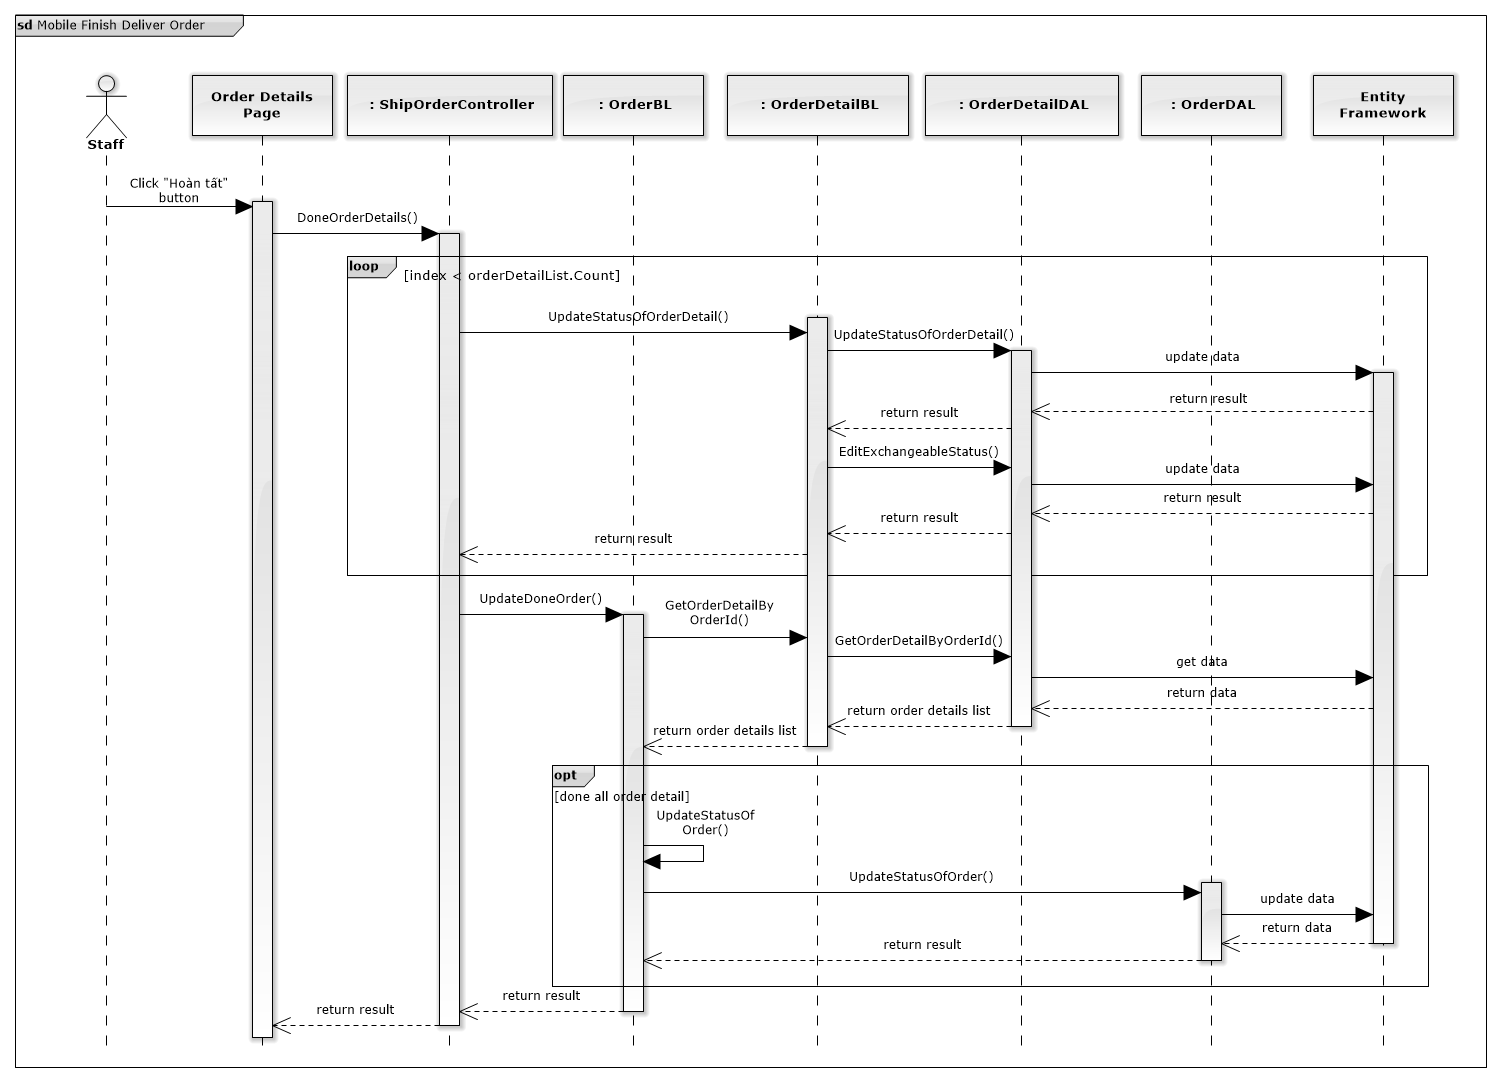 sd Mobile Finish Deliver Order
Order Details
Page
: ShipOrderController
: OrderBL
: OrderDetailBL
: OrderDetailDAL
: OrderDAL
Entity
Framework
Staff
Click "Hoàn tất"
button
DoneOrderDetails()
loop
[index < orderDetailList.Count]
UpdateStatusOfOrderDetail()
UpdateStatusOfOrderDetail()
update data
return result
return result
EditExchangeableStatus()
update data
return result
return result
return result
UpdateDoneOrder()
GetOrderDetailBy
OrderId()
GetOrderDetailByOrderId()
get data
return data
return order details list
return order details list
opt
[done all order detail]
UpdateStatusOf
Order()
UpdateStatusOfOrder()
update data
return data
return result
return result
return result